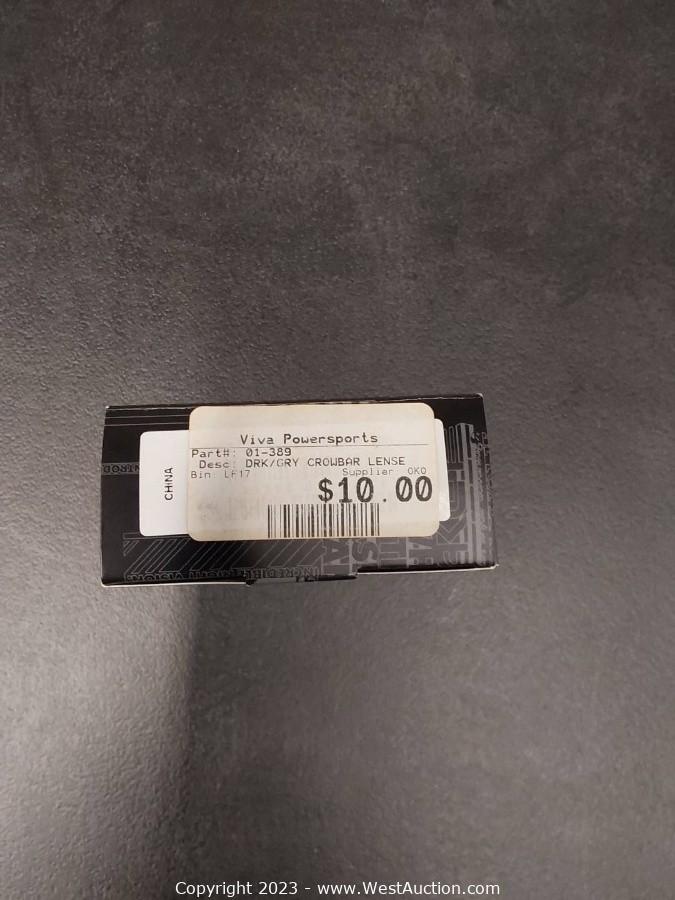 Viva Powersports
Part#: 01-389
Desc: DRK/GRY CROWBAR LENSE
Bin: LF17 Supplier OKO
$10.00
CHINA
Copyright 2023 - www.WestAuction.com